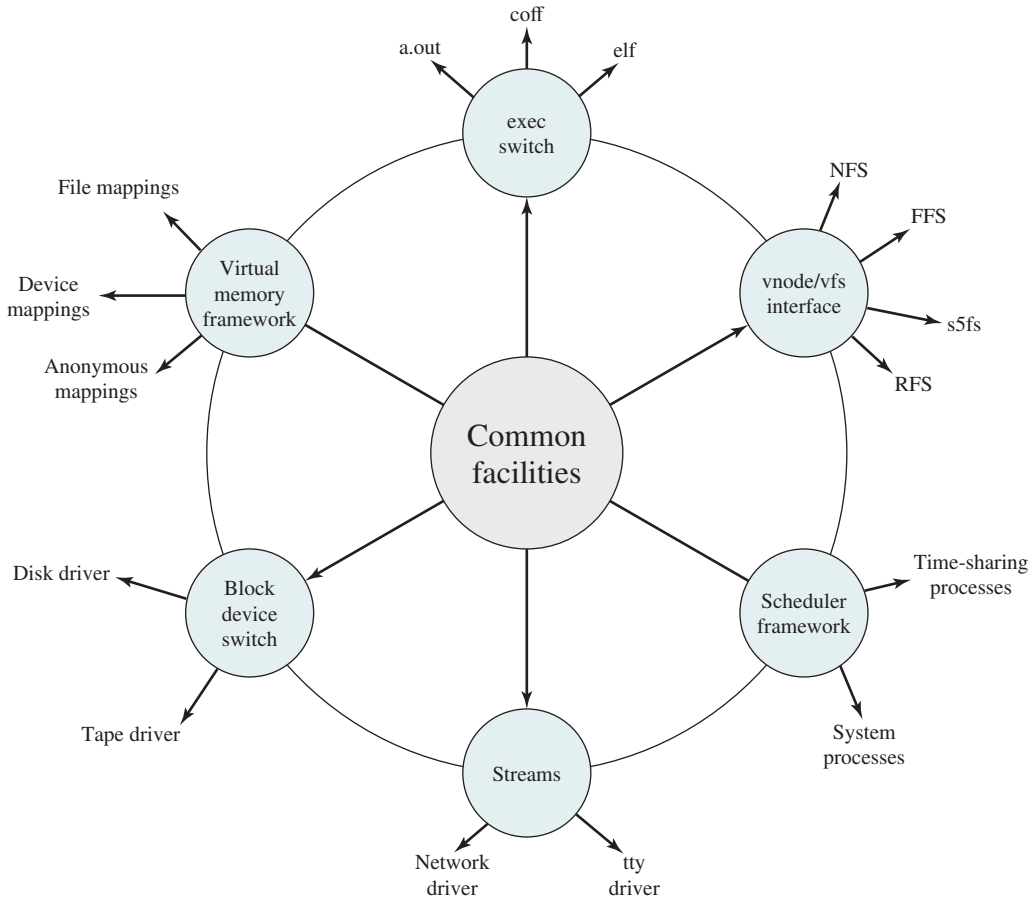 coff
a.out
elf
exec
switch
NFS
FFS
s5fs
RFS
vnode/vfs
interface
File mappings
Device
mappings
Anonymous
mappings
Virtual
memory
framework
Common
facilities
Disk driver
Tape driver
Block
device
switch
Time-sharing
processes
System
processes
Scheduler
framework
Streams
Network
driver
tty
driver